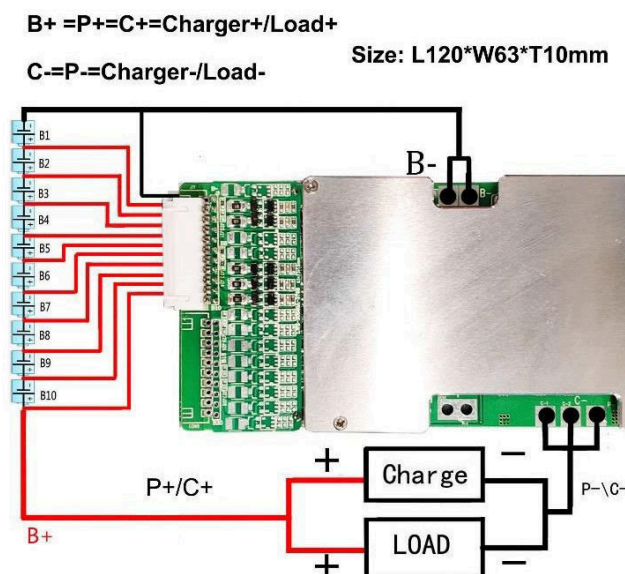 B+ =P+=C+=Charger+/Load+
Size: L120*W63*T10mm
C-=P-=Charger-/Load-
B1
B2
B3
B4
B5
B6
B7
B8
B9
B10
B-
B-
C-
P+/C+
+
Charge
−
P-\C-
B+
+
LOAD
−